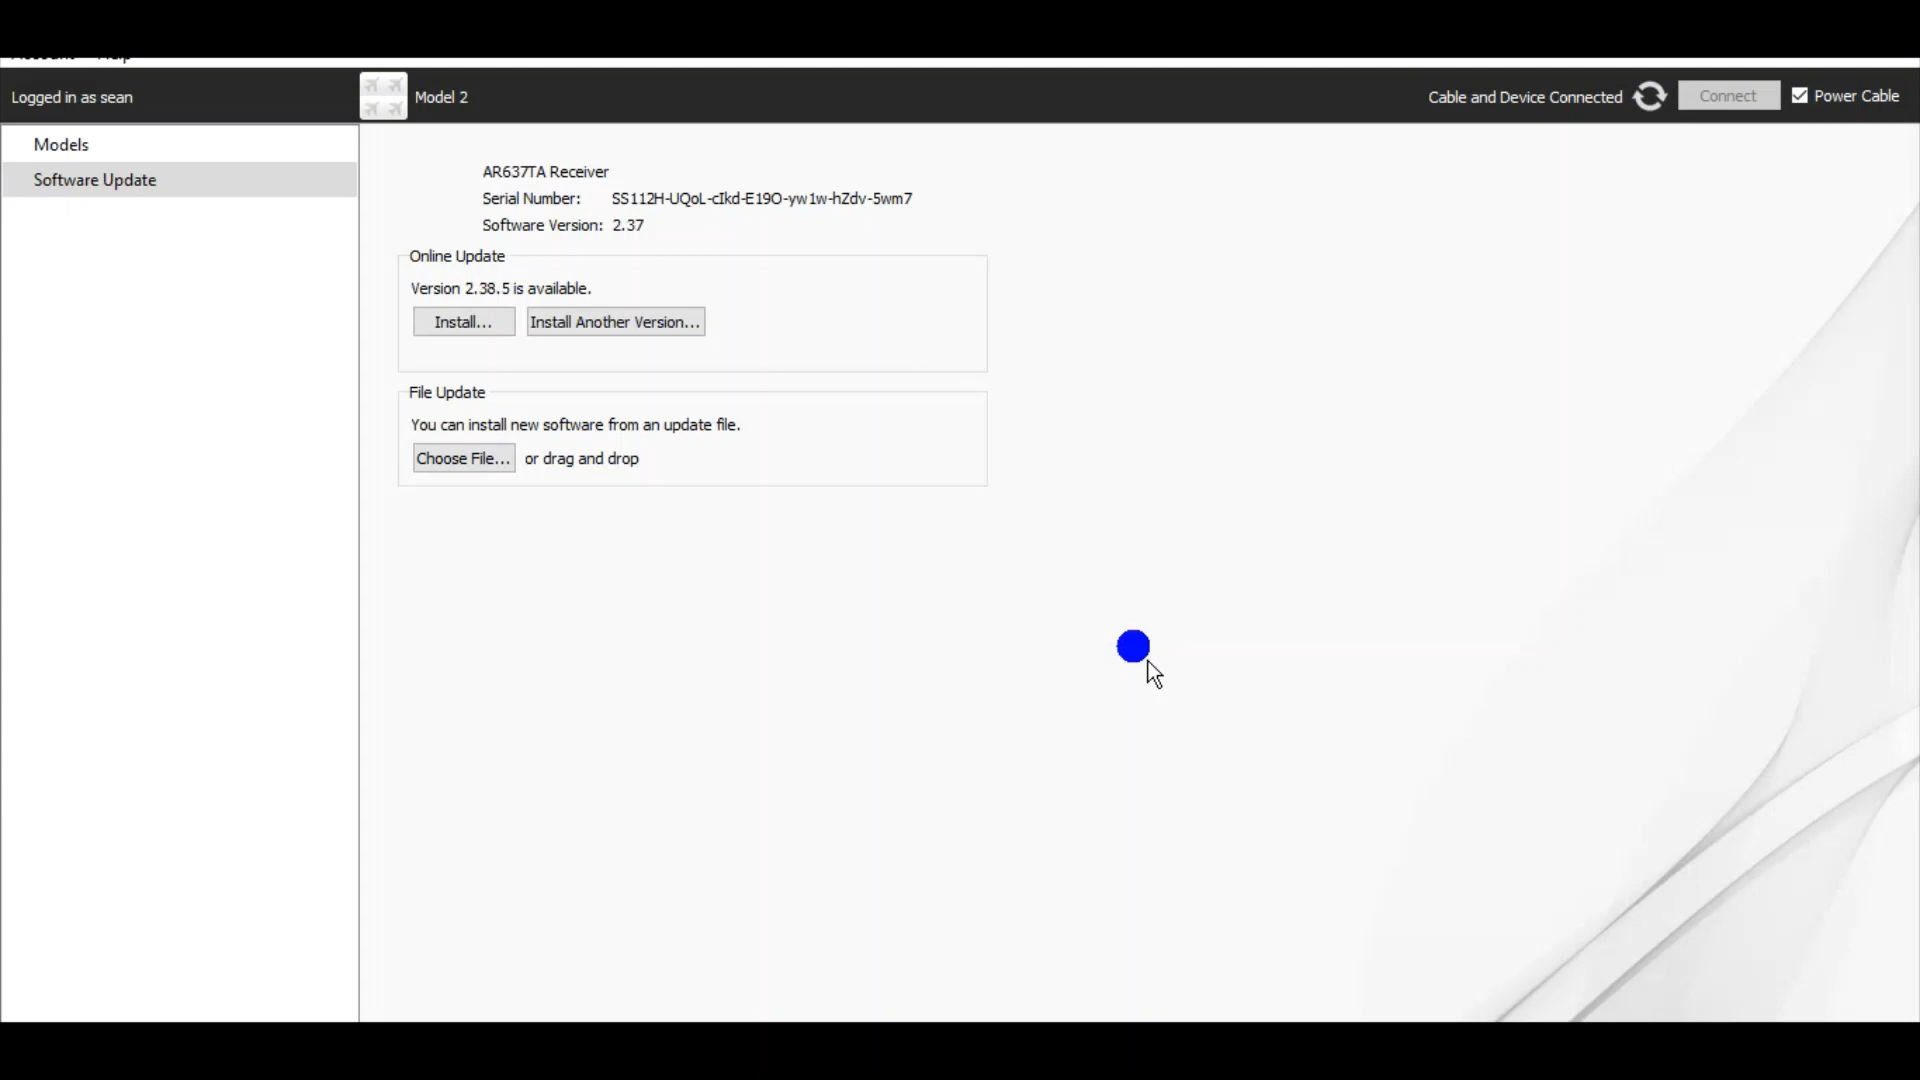 Logged in as sean
Model 2
Cable and Device Connected
Connect
Power Cable
Models
Software Update
AR637TA Receiver
Serial Number: SS112H-UQoL-cIkd-E19O-yw1w-hZdv-5wm7
Software Version: 2.37
Online Update
Version 2.38.5 is available.
Install... Install Another Version...
File Update
You can install new software from an update file.
Choose File... or drag and drop